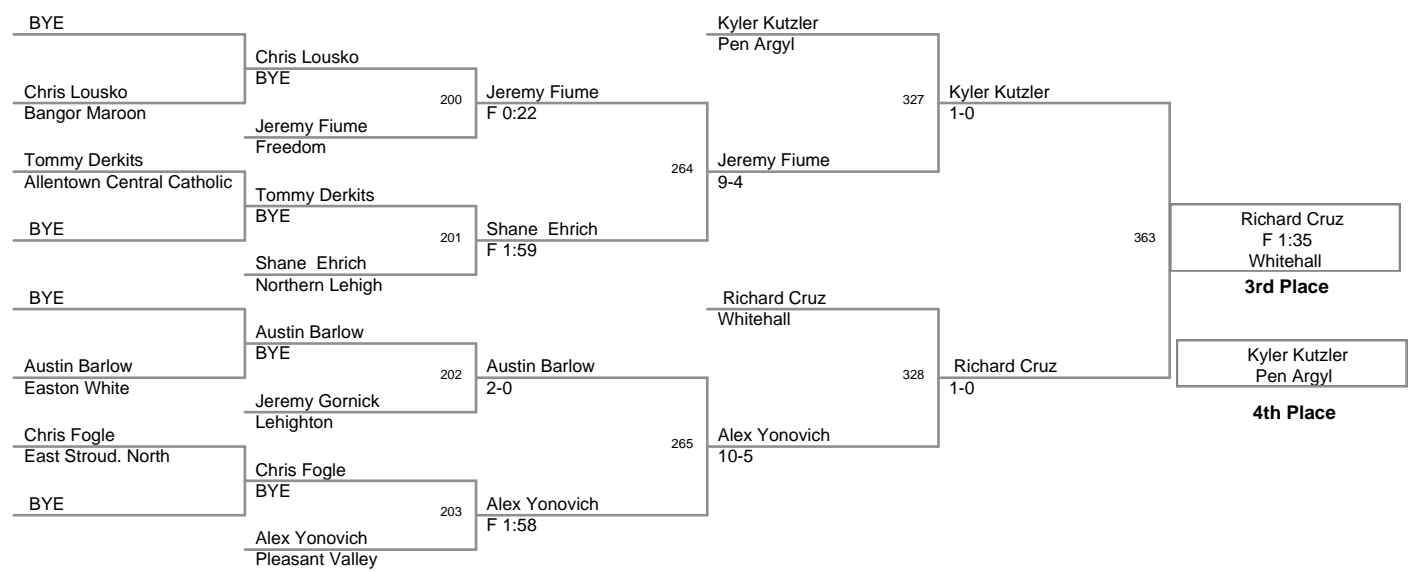 BYE
Chris Lousko
Bangor Maroon
Tommy Derkits
Allentown Central Catholic
BYE
BYE
Austin Barlow
Easton White
Chris Fogle
East Stroud. North
BYE
Chris Lousko
BYE
200
Jeremy Fiume
Freedom
Tommy Derkits
BYE
201
Shane  Ehrich
Northern Lehigh
Austin Barlow
BYE
202
Jeremy Gornick
Lehighton
Chris Fogle
BYE
203
Alex Yonovich
Pleasant Valley
Jeremy Fiume
F 0:22
264
Shane  Ehrich
F 1:59
Austin Barlow
2-0
265
Alex Yonovich
F 1:58
Kyler Kutzler
Pen Argyl
327
Jeremy Fiume
9-4
Richard Cruz
Whitehall
328
Alex Yonovich
10-5
Kyler Kutzler
1-0
363
Richard Cruz
1-0
Richard Cruz
F 1:35
Whitehall
3rd Place
Kyler Kutzler
Pen Argyl
4th Place